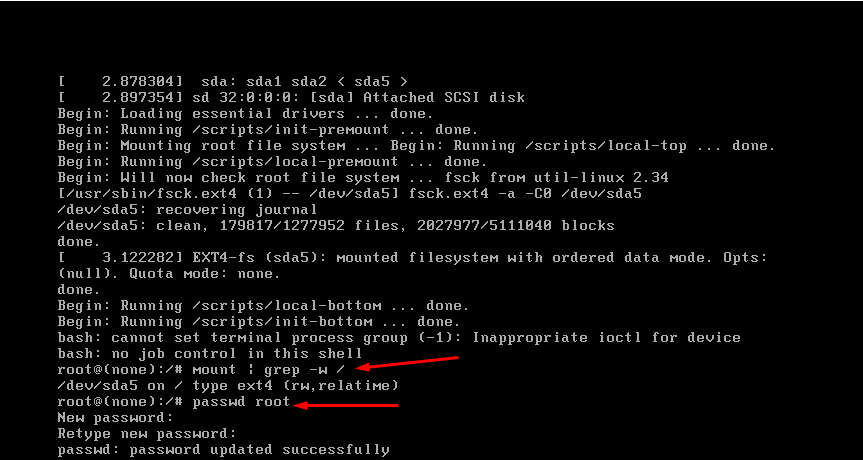 [    2.878304]  sda: sda1 sda2 < sda5 >
[    2.897354] sd 32:0:0:0: [sda] Attached SCSI disk
Begin: Loading essential drivers ... done.
Begin: Running /scripts/init-premount ... done.
Begin: Mounting root file system ... Begin: Running /scripts/local-top ... done.
Begin: Running /scripts/local-premount ... done.
Begin: Will now check root file system ... fsck from util-linux 2.34
[/usr/sbin/fsck.ext4 (1) -- /dev/sda5] fsck.ext4 -a -C0 /dev/sda5
/dev/sda5: recovering journal
/dev/sda5: clean, 179817/1277952 files, 2027977/5111040 blocks
done.
[    3.122282] EXT4-fs (sda5): mounted filesystem with ordered data mode. Opts:
(null). Quota mode: none.
done.
Begin: Running /scripts/local-bottom ... done.
Begin: Running /scripts/init-bottom ... done.
bash: cannot set terminal process group (-1): Inappropriate ioctl for device
bash: no job control in this shell
root@(none):/# mount | grep -w /
/dev/sda5 on / type ext4 (rw,relatime)
root@(none):/# passwd root
New password:
Retype new password:
passwd: password updated successfully